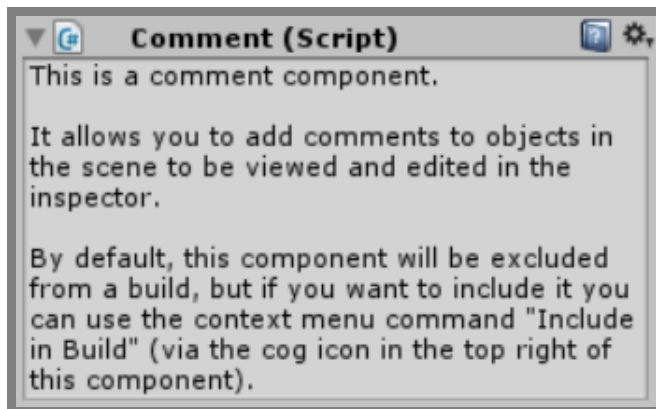 Comment (Script)
This is a comment component.
It allows you to add comments to objects in
the scene to be viewed and edited in the
inspector.
By default, this component will be excluded
from a build, but if you want to include it you
can use the context menu command "Include
in Build" (via the cog icon in the top right of
this component).